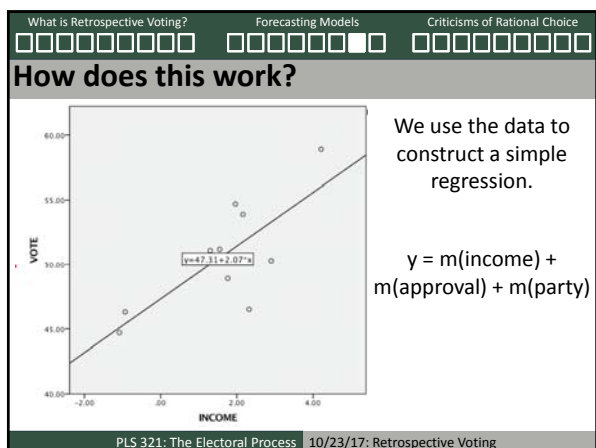 What is Retrospective Voting? Forecasting Models Criticisms of Rational Choice
How does this work?
We use the data to
construct a simple
regression.
y = m(income) +
m(approval) + m(party)
VOTE
60.00
55.00
50.00
45.00
40.00
y=47.31+2.07*x
-2.00 .00 2.00 4.00
INCOME
PLS 321: The Electoral Process 10/23/17: Retrospective Voting